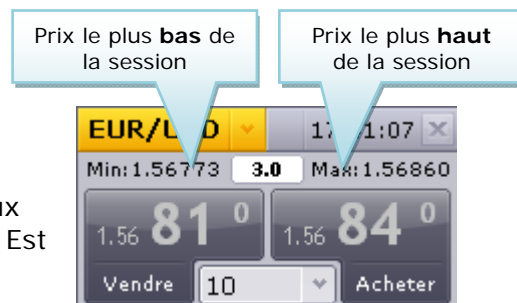 Prix le plus bas de
la session
Prix le plus haut
de la session
EUR/
Min:1.56773 3.0 Max:1.56860
1.56 81 0 1.56 84 0
Est
Vendre 10 Acheter